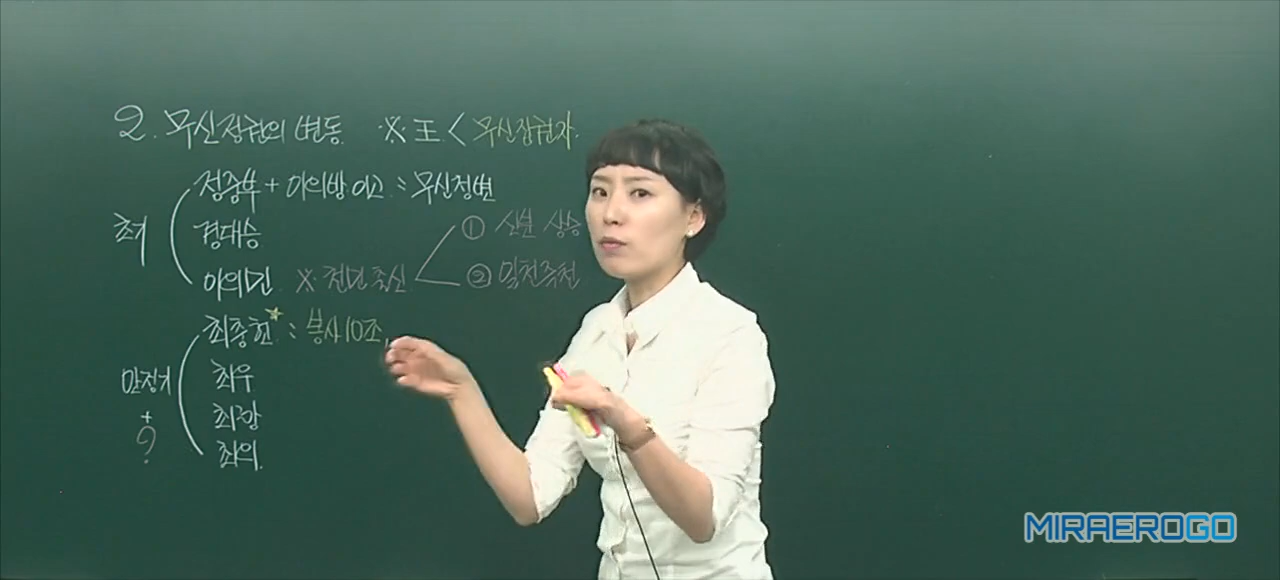 2. 무신정권의 변동 ※ 王 < 무신집권자.
정중부 + 이의방 이고 : 무신정변
초기
경대승
① 신분 상승
이의민 ※ 천민출신
② 일천즉천
최충헌★ : 봉사10조,
안정기
+
?
최우
최항
최의.
MIRAEROGO